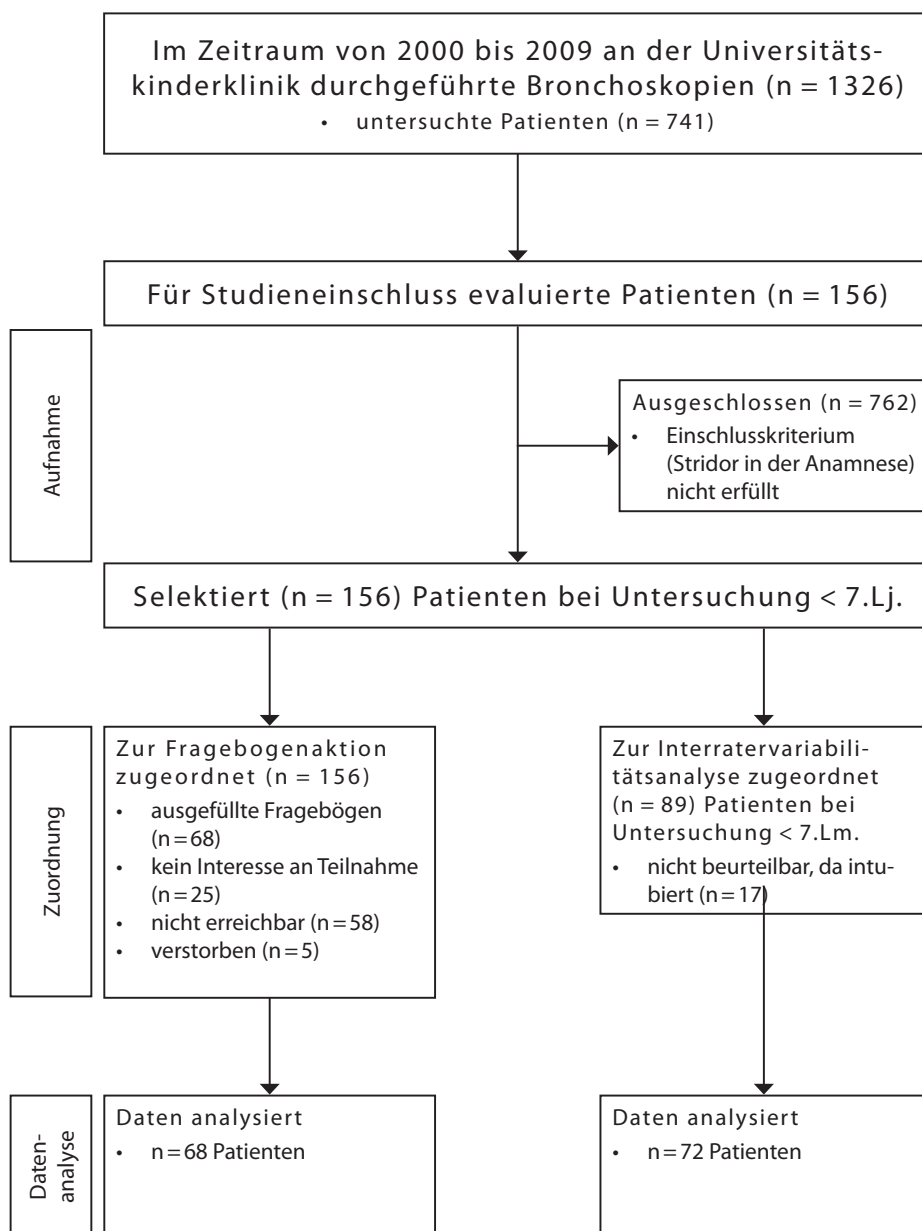 Im Zeitraum von 2000 bis 2009 an der Universitäts-
kinderklinik durchgeführte Bronchoskopien (n = 1326)
• untersuchte Patienten (n = 741)
Für Studieneinschluss evaluierte Patienten (n = 156)
Aufnahme
Ausgeschlossen (n = 762)
• Einschlusskriterium
(Stridor in der Anamnese)
nicht erfüllt
Selektiert (n = 156) Patienten bei Untersuchung < 7.Lj.
Zuordnung
Zur Fragebogenaktion
zugeordnet (n = 156)
• ausgefüllte Fragebögen
(n = 68)
• kein Interesse an Teilnahme
(n = 25)
• nicht erreichbar (n = 58)
• verstorben (n = 5)
Zur Interratervariabili-
tätsanalyse zugeordnet
(n = 89) Patienten bei
Untersuchung < 7.Lm.
• nicht beurteilbar, da intu-
biert (n = 17)
Daten-
analyse
Daten analysiert
• n = 68 Patienten
Daten analysiert
• n = 72 Patienten